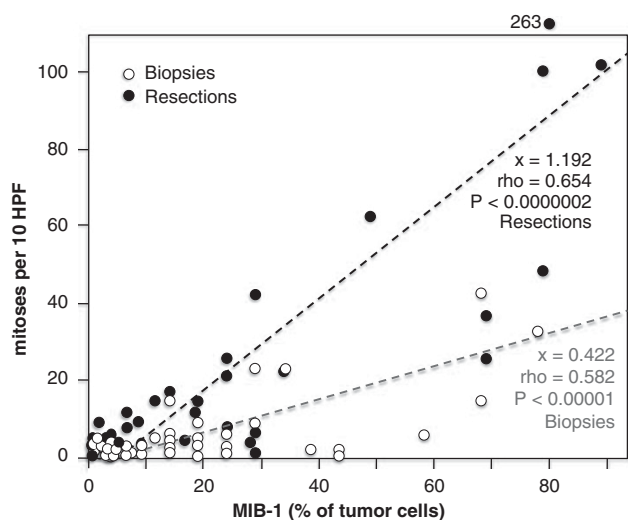 263
100
80
60
40
20
0
mitoses per 10 HPF
Biopsies
Resections
x = 1.192
rho = 0.654
P < 0.0000002
Resections
x = 0.422
rho = 0.582
P < 0.00001
Biopsies
0 20 40 60 80
MIB-1 (% of tumor cells)